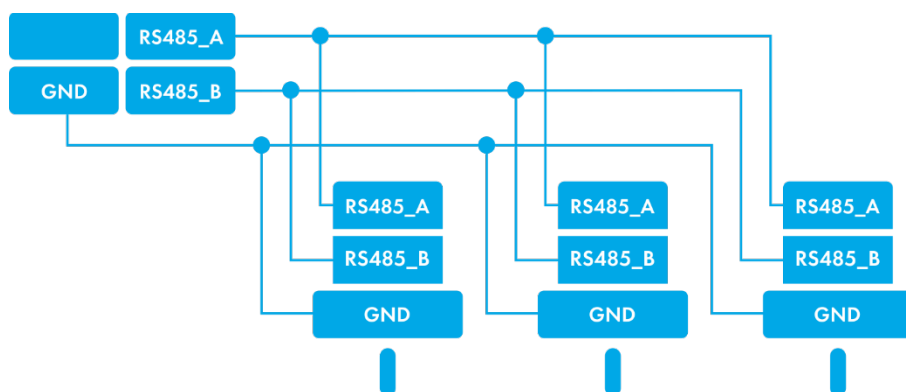 RS485_A
GND RS485_B
RS485_A RS485_A RS485_A
RS485_B RS485_B RS485_B
GND GND GND